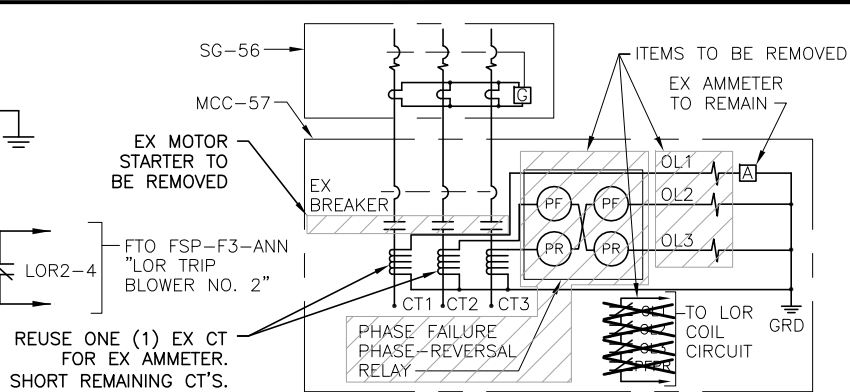 SG-56
MCC-57
EX MOTOR
STARTER TO
BE REMOVED
ITEMS TO BE REMOVED
EX AMMETER
TO REMAIN
G
EX
BREAKER
OL1
OL2
OL3
A
PF
PF
PR
PR
LOR2-4
FTO FSP-F3-ANN
"LOR TRIP
BLOWER NO. 2"
CT1
CT2
CT3
REUSE ONE (1) EX CT
FOR EX AMMETER.
SHORT REMAINING CT'S.
PHASE FAILURE
PHASE-REVERSAL
RELAY
TO LOR
COIL
CIRCUIT
GRD